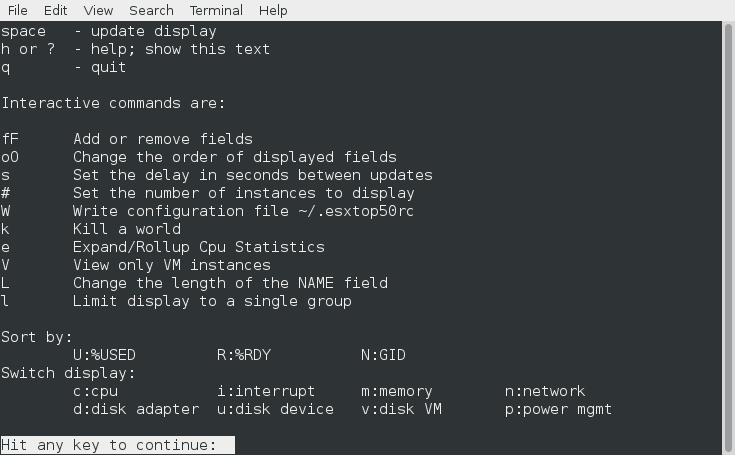 File Edit View Search Terminal Help
space   - update display
h or ?  - help; show this text
q       - quit

Interactive commands are:

fF      Add or remove fields
oO      Change the order of displayed fields
s       Set the delay in seconds between updates
#       Set the number of instances to display
W       Write configuration file ~/.esxtop50rc
k       Kill a world
e       Expand/Rollup Cpu Statistics
V       View only VM instances
L       Change the length of the NAME field
l       Limit display to a single group

Sort by:
        U:%USED         R:%RDY          N:GID
Switch display:
        c:cpu           i:interrupt     m:memory        n:network
        d:disk adapter  u:disk device   v:disk VM       p:power mgmt

Hit any key to continue: